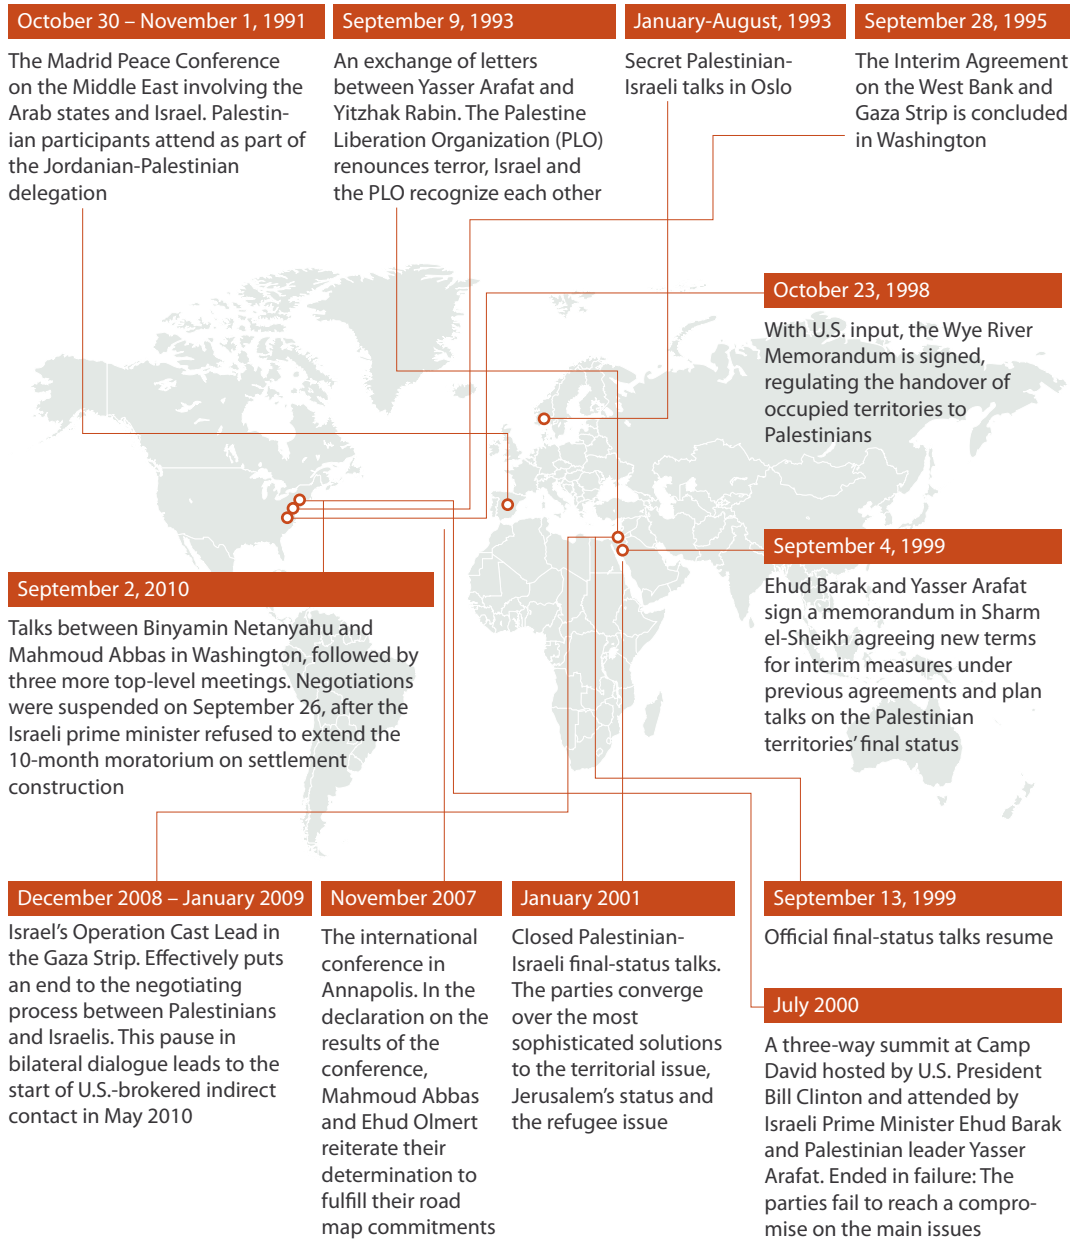 October 30 – November 1, 1991
The Madrid Peace Conference
on the Middle East involving the
Arab states and Israel. Palestin-
ian participants attend as part of
the Jordanian-Palestinian
delegation
September 9, 1993
An exchange of letters
between Yasser Arafat and
Yitzhak Rabin. The Palestine
Liberation Organization (PLO)
renounces terror, Israel and
the PLO recognize each other
January-August, 1993
Secret Palestinian-
Israeli talks in Oslo
September 28, 1995
The Interim Agreement
on the West Bank and
Gaza Strip is concluded
in Washington
October 23, 1998
With U.S. input, the Wye River
Memorandum is signed,
regulating the handover of
occupied territories to
Palestinians
September 4, 1999
Ehud Barak and Yasser Arafat
sign a memorandum in Sharm
el-Sheikh agreeing new terms
for interim measures under
previous agreements and plan
talks on the Palestinian
territories’ final status
September 2, 2010
Talks between Binyamin Netanyahu and
Mahmoud Abbas in Washington, followed by
three more top-level meetings. Negotiations
were suspended on September 26, after the
Israeli prime minister refused to extend the
10-month moratorium on settlement
construction
December 2008 – January 2009
Israel’s Operation Cast Lead in
the Gaza Strip. Effectively puts
an end to the negotiating
process between Palestinians
and Israelis. This pause in
bilateral dialogue leads to the
start of U.S.-brokered indirect
contact in May 2010
November 2007
The international
conference in
Annapolis. In the
declaration on the
results of the
conference,
Mahmoud Abbas
and Ehud Olmert
reiterate their
determination to
fulfill their road
map commitments
January 2001
Closed Palestinian-
Israeli final-status talks.
The parties converge
over the most
sophisticated solutions
to the territorial issue,
Jerusalem’s status and
the refugee issue
September 13, 1999
Official final-status talks resume
July 2000
A three-way summit at Camp
David hosted by U.S. President
Bill Clinton and attended by
Israeli Prime Minister Ehud Barak
and Palestinian leader Yasser
Arafat. Ended in failure: The
parties fail to reach a compro-
mise on the main issues